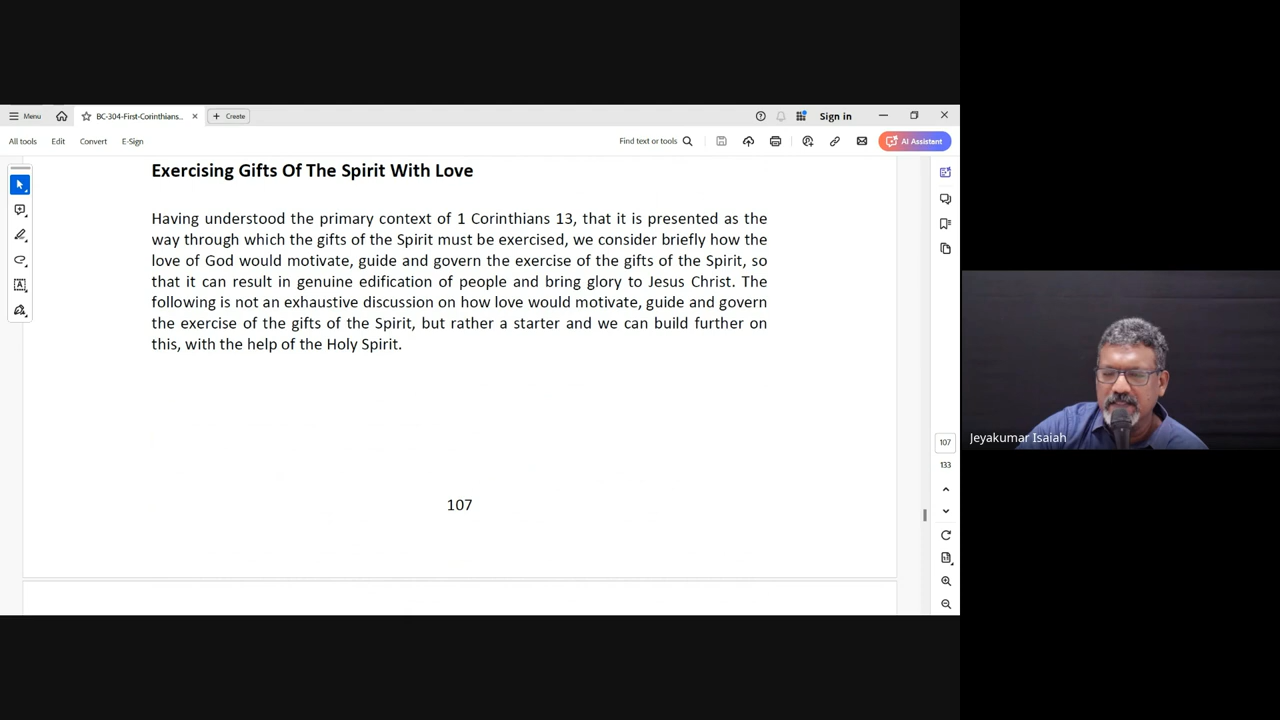 Menu
BC-304-First-Corinthians...
Create
Sign in
All tools
Edit
Convert
E-Sign
Find text or tools
AI Assistant
Exercising Gifts Of The Spirit With Love
Having understood the primary context of 1 Corinthians 13, that it is presented as the
way through which the gifts of the Spirit must be exercised, we consider briefly how the
love of God would motivate, guide and govern the exercise of the gifts of the Spirit, so
that it can result in genuine edification of people and bring glory to Jesus Christ. The
following is not an exhaustive discussion on how love would motivate, guide and govern
the exercise of the gifts of the Spirit, but rather a starter and we can build further on
this, with the help of the Holy Spirit.
107
107
133
Jeyakumar Isaiah